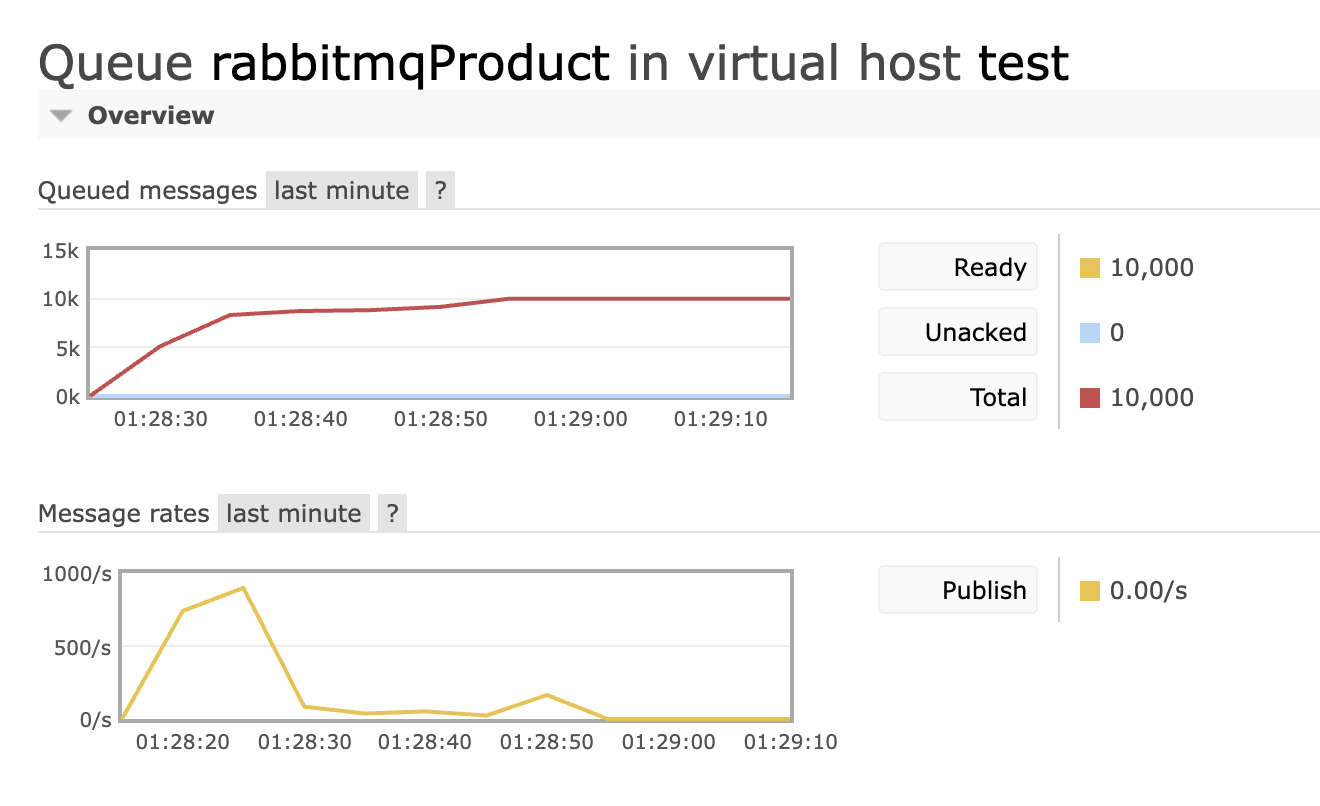 Queue rabbitmqProduct in virtual host test
Overview
Queued messages last minute ?
15k
10k
5k
0k
01:28:30 01:28:40 01:28:50 01:29:00 01:29:10
Ready 10,000
Unacked 0
Total 10,000
Message rates last minute ?
1000/s
500/s
0/s
01:28:20 01:28:30 01:28:40 01:28:50 01:29:00 01:29:10
Publish 0.00/s